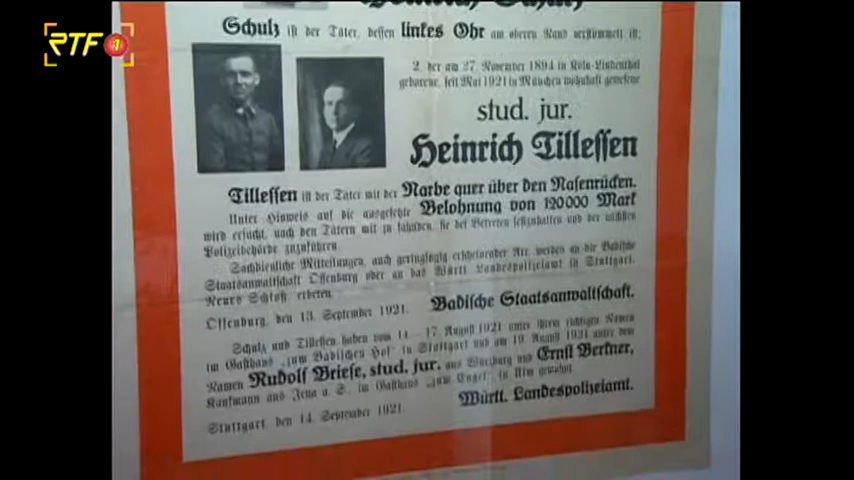 RTF1
Heinrich Schulz
Schulz ist der Täter, dessen linkes Ohr am oberen Rand verstümmelt ist;
2. der am 27. November 1894 in Köln-Lindenthal
geborene, seit Mai 1921 in München wohnhaft gewesene
stud. jur.
Heinrich Tillessen
Tillessen ist der Täter mit der Narbe quer über den Nasenrücken.
Unter Hinweis auf die ausgesetzte Belohnung von 120000 Mark
wird ersucht, nach den Tätern mit zu fahnden, sie bei Betreten festzuhalten und der nächsten
Polizeibehörde zuzuführen.
Sachdienliche Mitteilungen, auch geringfügig erscheinender Art, werden an die Badische
Staatsanwaltschaft Offenburg oder an das Württ. Landespolizeiamt in Stuttgart,
Neues Schloß, erbeten.
Offenburg, den 13. September 1921.
Badische Staatsanwaltschaft.
Schulz und Tillessen haben vom 14.–17. August 1921 unter ihrem richtigen Namen
im Gasthaus „zum Badischen Hof“ in Stuttgart und am 19. August 1921 unter dem
Namen Rudolf Briese, stud. jur. aus Würzburg und Ernst Berkner,
Kaufmann aus Jena a. S. im Gasthaus „zum Engel“ in Ulm gewohnt.
Stuttgart, den 14. September 1921.
Württ. Landespolizeiamt.